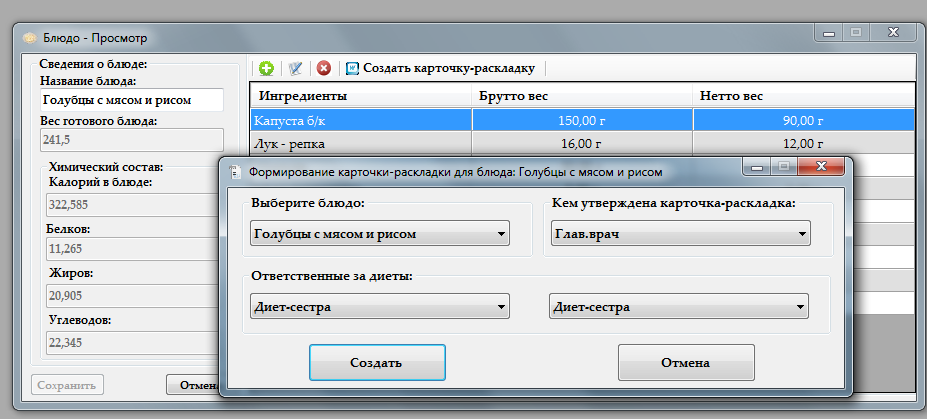 Блюдо - Просмотр
Сведения о блюде:
Название блюда:
Голубцы с мясом и рисом
Вес готового блюда:
241,5
Химический состав:
Калорий в блюде:
322,585
Белков:
11,265
Жиров:
20,905
Углеводов:
22,345
Сохранить
Отмена
Создать карточку-раскладку
Ингредиенты Брутто вес Нетто вес
Капуста б/к 150,00 г 90,00 г
Лук - репка 16,00 г 12,00 г
Формирование карточки-раскладки для блюда: Голубцы с мясом и рисом
Выберите блюдо:
Голубцы с мясом и рисом
Кем утверждена карточка-раскладка:
Глав.врач
Ответственные за диеты:
Диет-сестра Диет-сестра
Создать Отмена